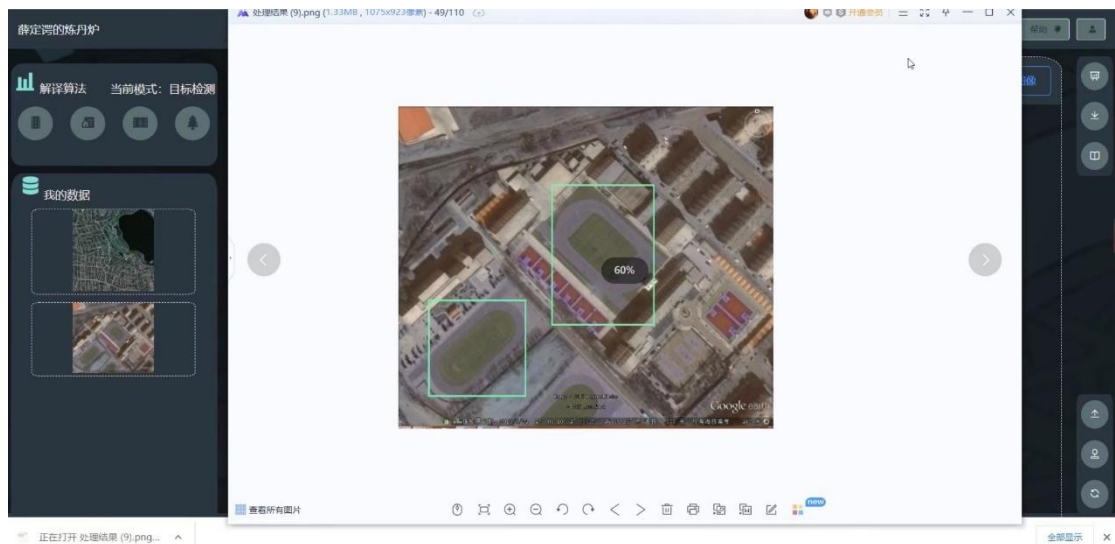 处理结果 (9).png (1.33MB , 1075x923像素) - 49/110
开通会员
薛定谔的炼丹炉
帮助
解译算法
当前模式: 目标检测
我的数据
60%
Google earth
查看所有图片
new
正在打开 处理结果 (9).png...
全部显示